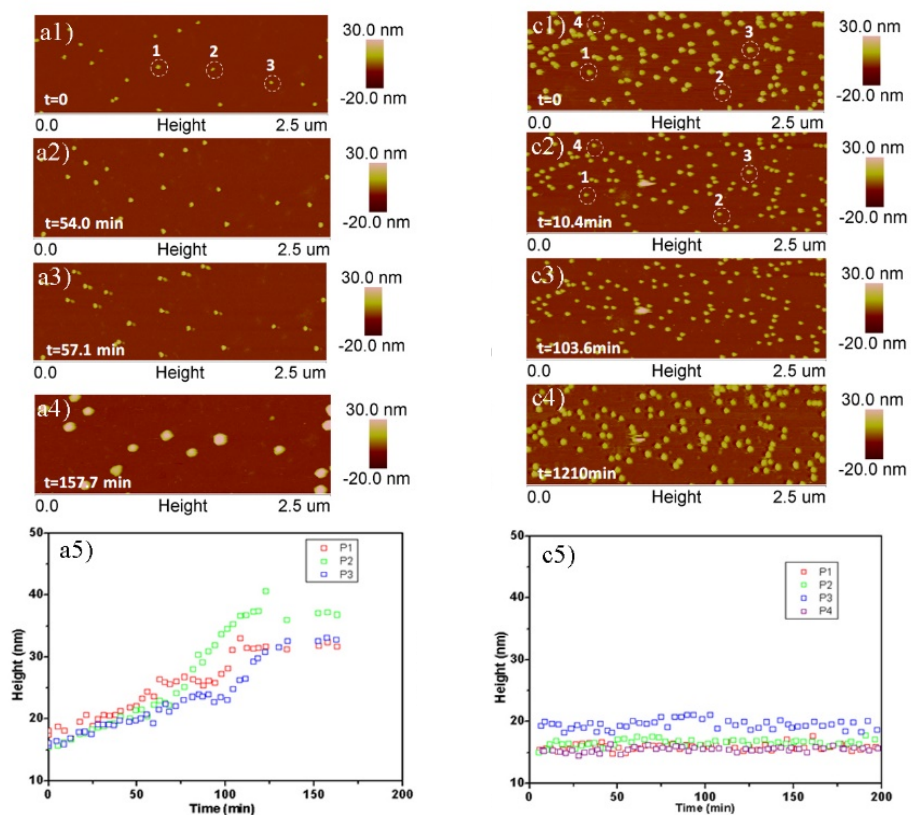 a1)
1
2
3
t=0
30.0 nm
-20.0 nm
0.0 Height 2.5 um
a2)
t=54.0 min
30.0 nm
-20.0 nm
0.0 Height 2.5 um
a3)
t=57.1 min
30.0 nm
-20.0 nm
0.0 Height 2.5 um
a4)
t=157.7 min
30.0 nm
-20.0 nm
0.0 Height 2.5 um
a5)
P1
P2
P3
50
40
30
20
10
Height (nm)
0 50 100 150 200
Time (min)
c1)
4
3
1
2
t=0
30.0 nm
-20.0 nm
0.0 Height 2.5 um
c2)
4
3
1
2
t=10.4min
30.0 nm
-20.0 nm
0.0 Height 2.5 um
c3)
t=103.6min
30.0 nm
-20.0 nm
0.0 Height 2.5 um
c4)
t=1210min
30.0 nm
-20.0 nm
0.0 Height 2.5 um
c5)
P1
P2
P3
P4
50
40
30
20
10
Height (nm)
0 50 100 150 200
Time (min)